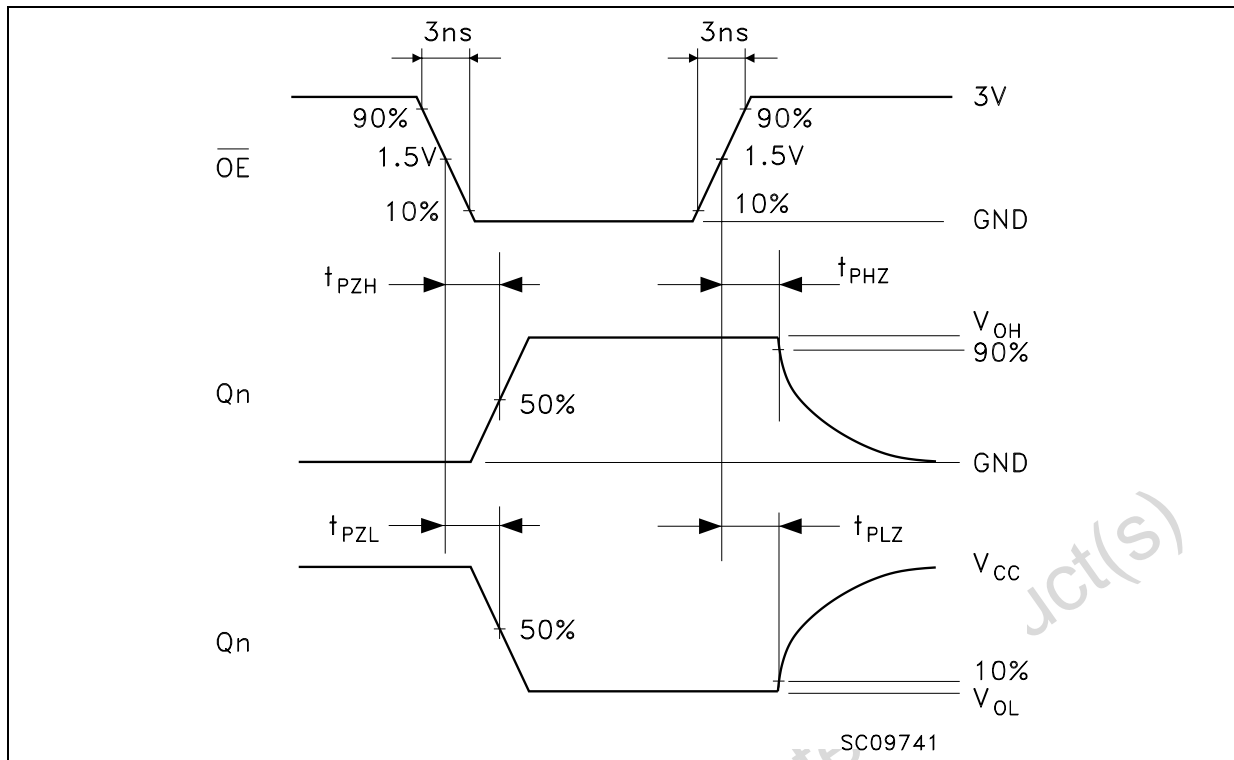 3ns 3ns
3V
90% 90%
OE 1.5V 1.5V
10% 10%
GND
tPZH tPHZ
VOH
90%
Qn 50%
GND
tPZL tPLZ
VCC
Qn 50%
10%
VOL
SC09741